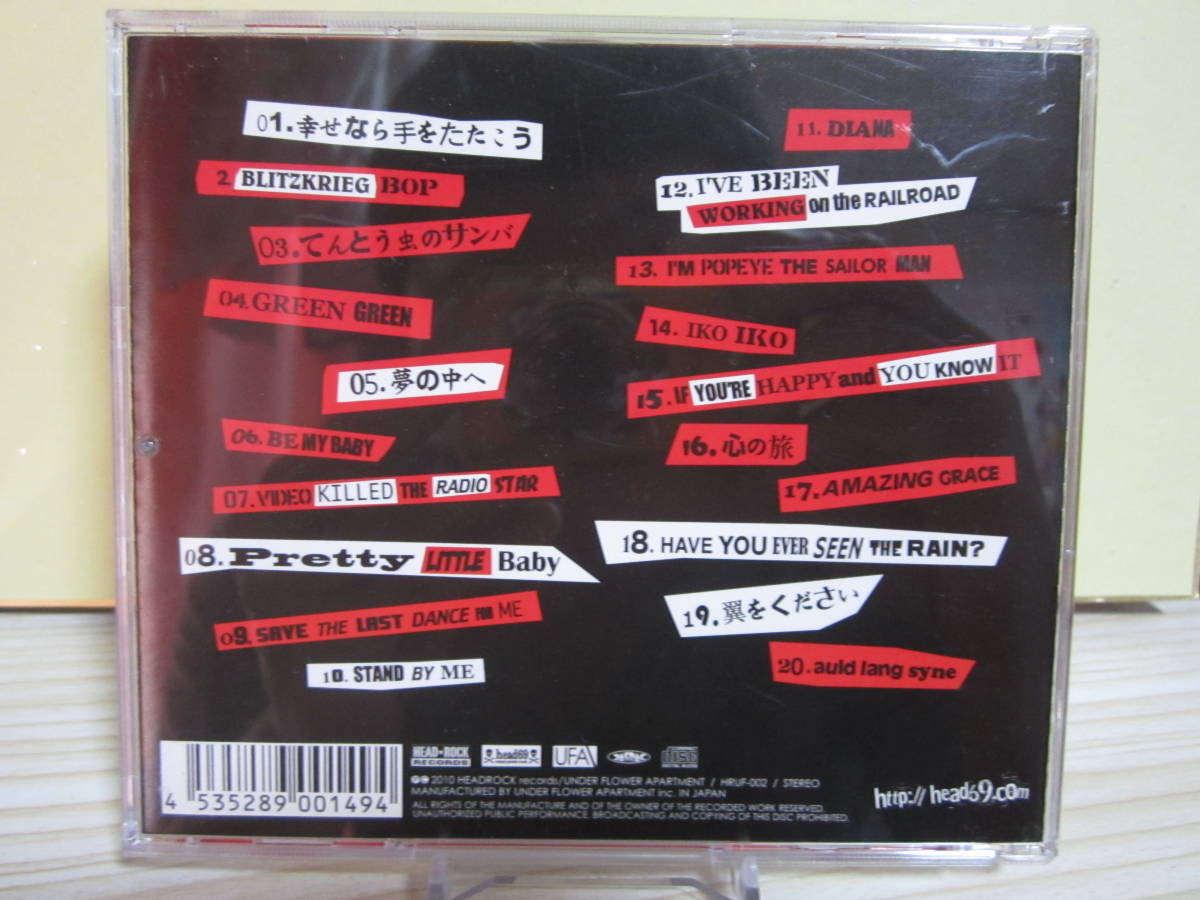 01.幸せなら手をたたこう
2 BLITZKRIEG BOP
03.てんとう虫のサンバ
04.GREEN GREEN
05.夢の中へ
06.BE MY BABY
07.VIDEO KILLED THE RADIO STAR
08.Pretty LITTLE Baby
09.SAVE THE LAST DANCE FOR ME
10.STAND BY ME
11.DIANA
12.I'VE BEEN
WORKING on the RAILROAD
13.I'M POPEYE THE SAILOR MAN
14.IKO IKO
15.IF YOU'RE HAPPY and YOU KNOW IT
16.心の旅
17.AMAZING GRACE
18.HAVE YOU EVER SEEN THE RAIN?
19.翼をください
20.auld lang syne
4 535289 001494
HEAD★ROCK
RECORDS
head69
UFA
COMPACT
DISC
2010 HEADROCK records/UNDER FLOWER APARTMENT / HRUF-002 / STEREO
MANUFACTURED BY UNDER FLOWER APARTMENT inc. IN JAPAN
ALL RIGHTS OF THE MANUFACTURE AND OF THE OWNER OF THE RECORDED WORK RESERVED.
UNAUTHORIZED PUBLIC PERFORMANCE. BROADCASTING AND COPYING OF THIS DISC PROHIBITED.
http://head69.com